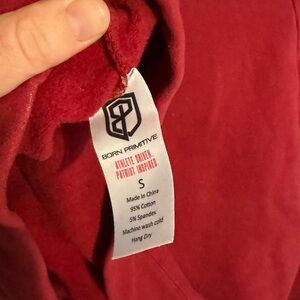 BORN PRIMITIVE
ATHLETE DRIVEN.
PATRIOT INSPIRED.
S
Made in China
95% Cotton
5% Spandex
Machine wash cold
Hang Dry